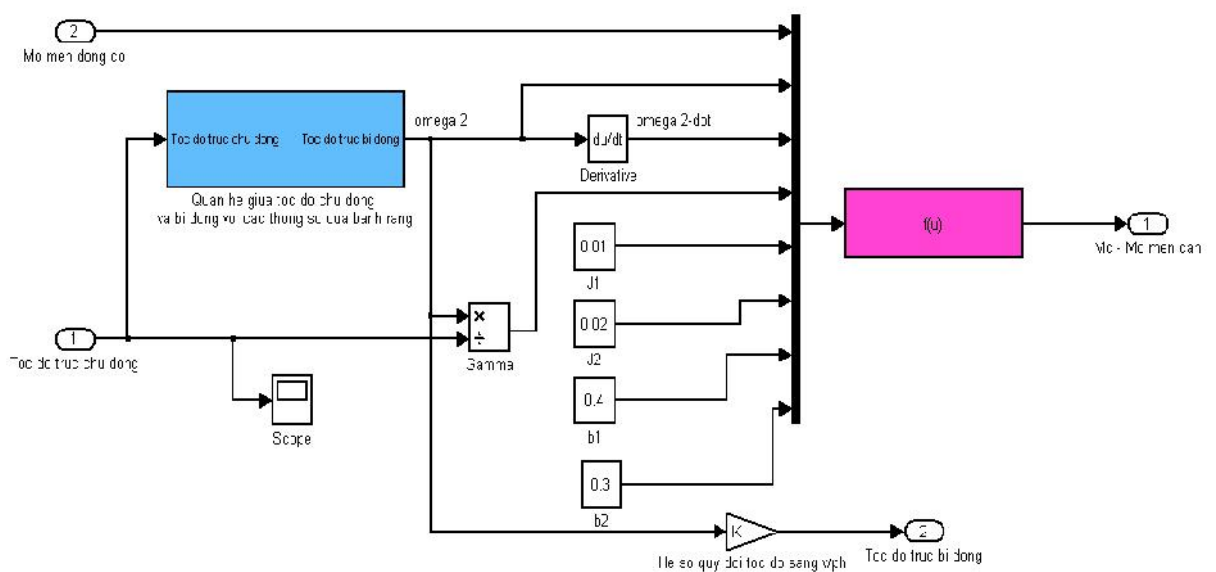 2
Mo men dong co
Toc do truc chu dong
Toc do truc bi dong
omega 2
du/dt
omega 2-dot
Derivative
Quan he giua toc do chu dong
va bi dong voi cac thong so cua banh rang
f(u)
1
Mc - Mo men can
0.01
J1
×
÷
Gamma
0.02
J2
1
Toc do truc chu dong
Scope
0.4
b1
0.3
b2
K
He so quy doi toc do sang v/ph
2
Toc do truc bi dong